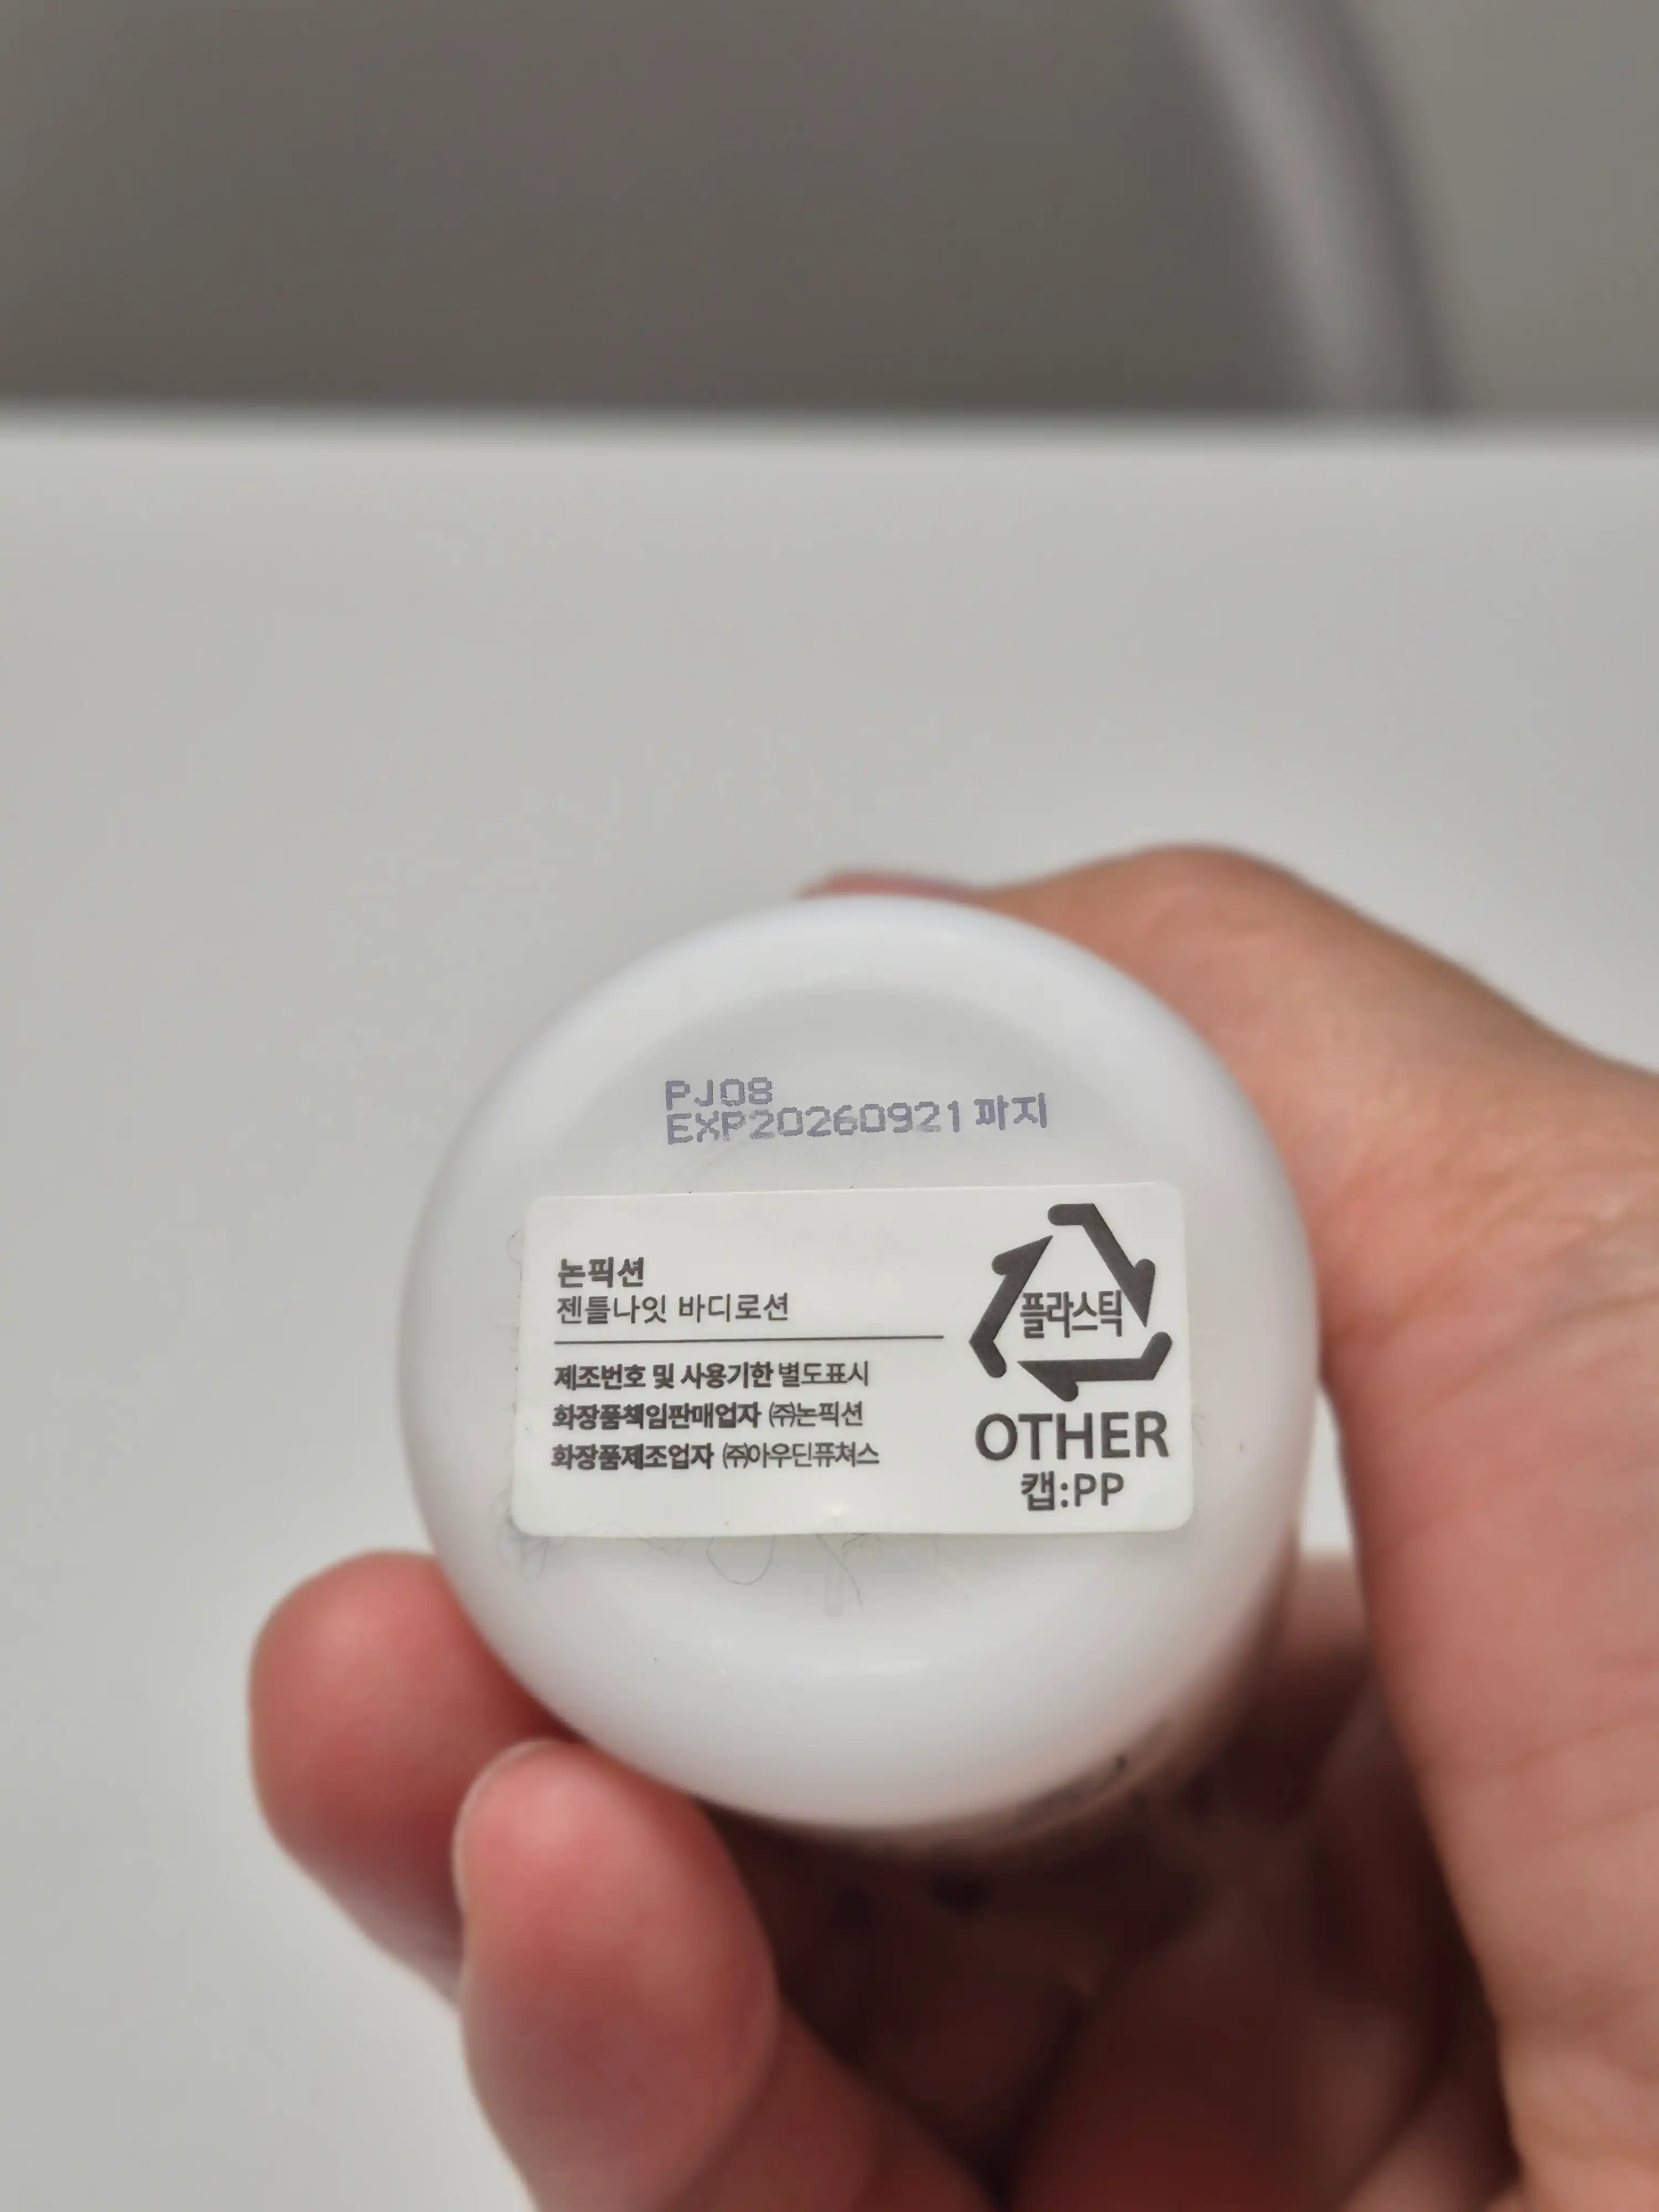 PJ08
EXP20260921 까지
논픽션
젠틀나잇 바디로션
제조번호 및 사용기한 별도표시
화장품책임판매업자 ㈜논픽션
화장품제조업자 ㈜아우딘퓨쳐스
플라스틱
OTHER
캡:PP